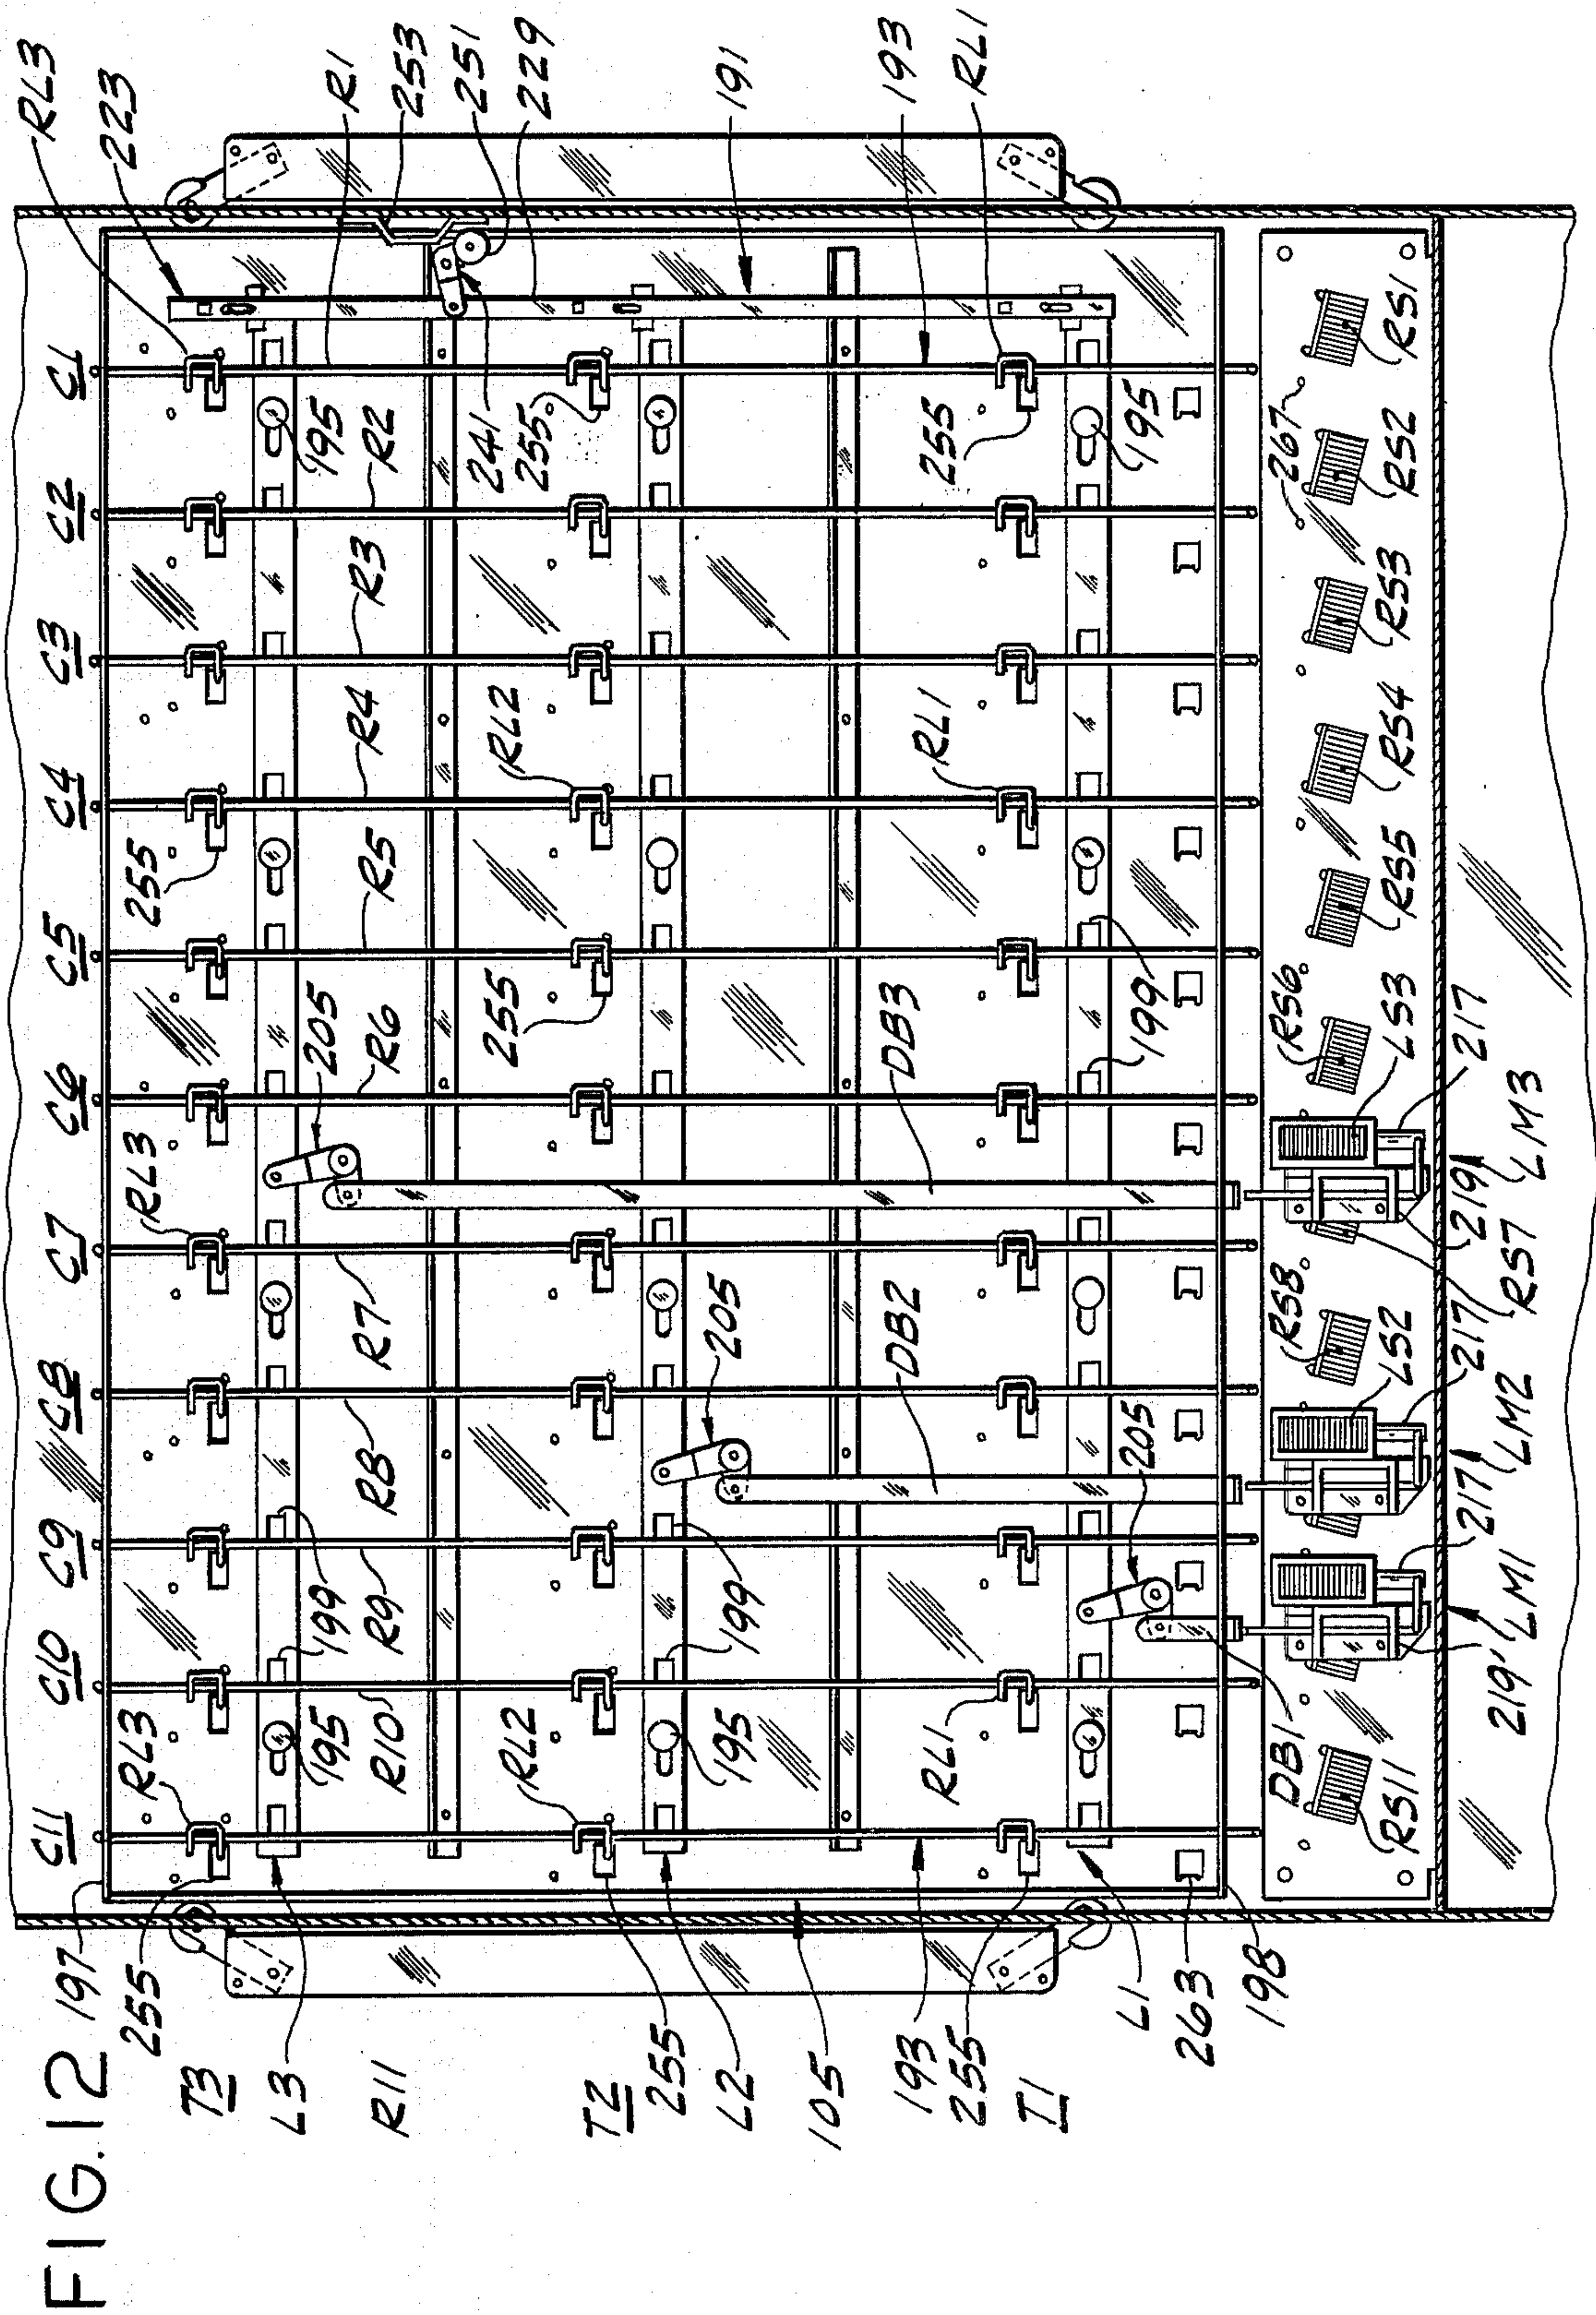 FIG. 12
C11
C10
C9
C8
C7
C6
C5
C4
C3
C2
C1
RL3
223
R1
253
251
229
191
193
RL1
197
255
T3
L3
R11
T2
255
L2
105
193
255
T1
L1
263
198
RL3
195
R10
RL2
195
RL1
DB1
RS11
199
R9
199
R8
205
DB2
205
R7
RL3
205
R6
DB3
199
255
R5
255
R4
RL2
RL1
R3
R2
195
241
255
255
195
267
RS1
RS2
RS3
RS4
RS5
RS6
LS3
217
RS8
LS2
219'
LM1
217
217
LM2
217
RS7
219'
LM3